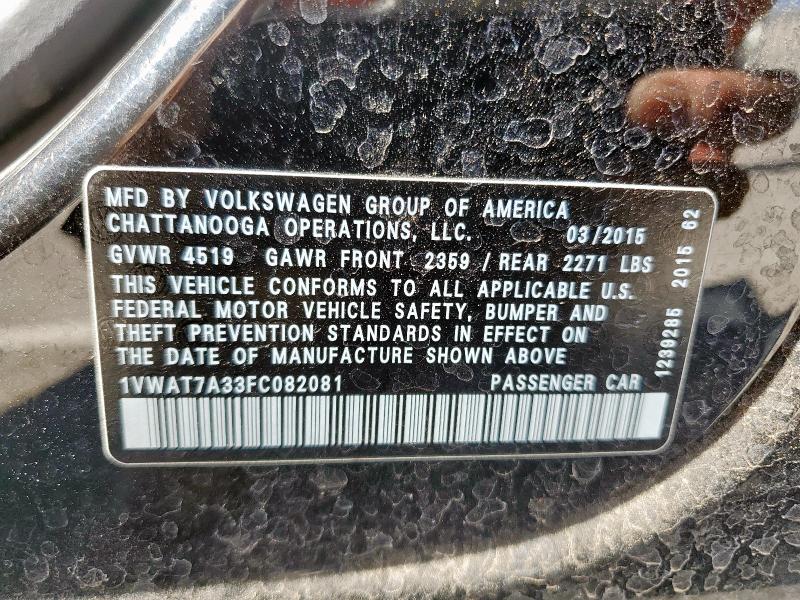 MFD BY VOLKSWAGEN GROUP OF AMERICA
CHATTANOOGA OPERATIONS, LLC. 03/2015
GVWR 4519 GAWR FRONT 2359 / REAR 2271 LBS
THIS VEHICLE CONFORMS TO ALL APPLICABLE U.S.
FEDERAL MOTOR VEHICLE SAFETY, BUMPER AND
THEFT PREVENTION STANDARDS IN EFFECT ON
THE DATE OF MANUFACTURE SHOWN ABOVE
1VWAT7A33FC082081 PASSENGER CAR
1239285 2015 62